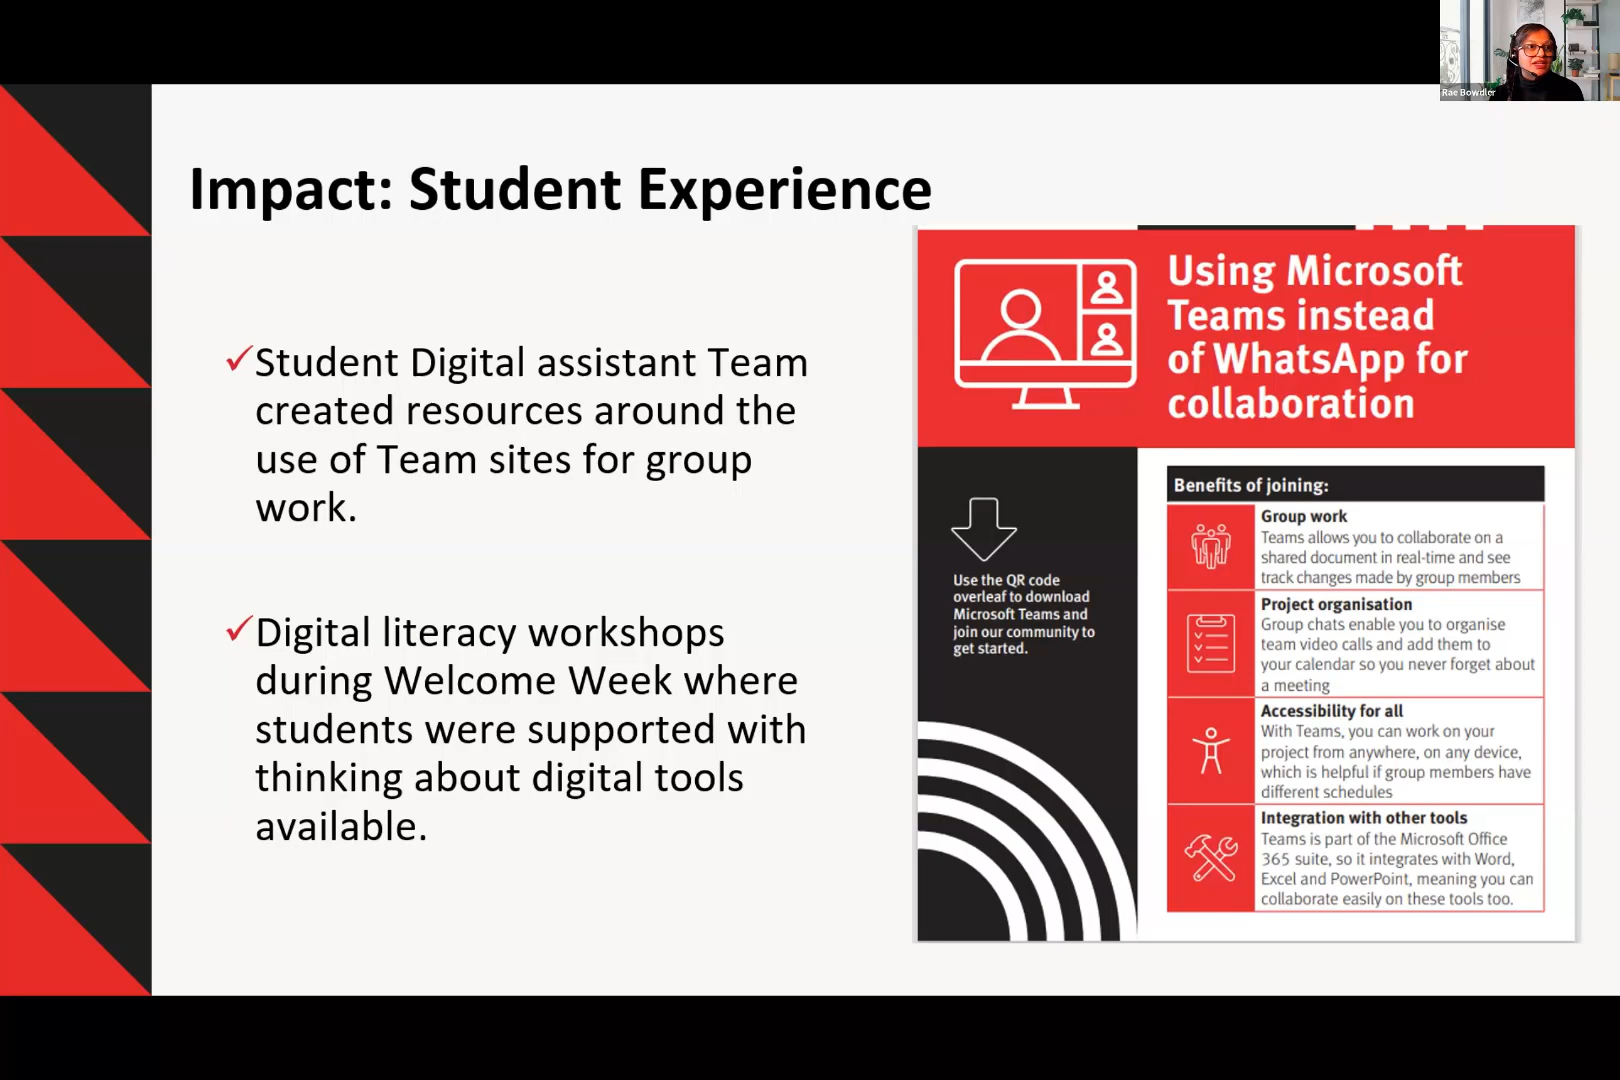 Rae Bowdler
Impact: Student Experience
✓Student Digital assistant Team
created resources around the
use of Team sites for group
work.
✓Digital literacy workshops
during Welcome Week where
students were supported with
thinking about digital tools
available.
Using Microsoft
Teams instead
of WhatsApp for
collaboration
Use the QR code
overleaf to download
Microsoft Teams and
join our community to
get started.
Benefits of joining:
Group work
Teams allows you to collaborate on a
shared document in real-time and see
track changes made by group members
Project organisation
Group chats enable you to organise
team video calls and add them to
your calendar so you never forget about
a meeting
Accessibility for all
With Teams, you can work on your
project from anywhere, on any device,
which is helpful if group members have
different schedules
Integration with other tools
Teams is part of the Microsoft Office
365 suite, so it integrates with Word,
Excel and PowerPoint, meaning you can
collaborate easily on these tools too.